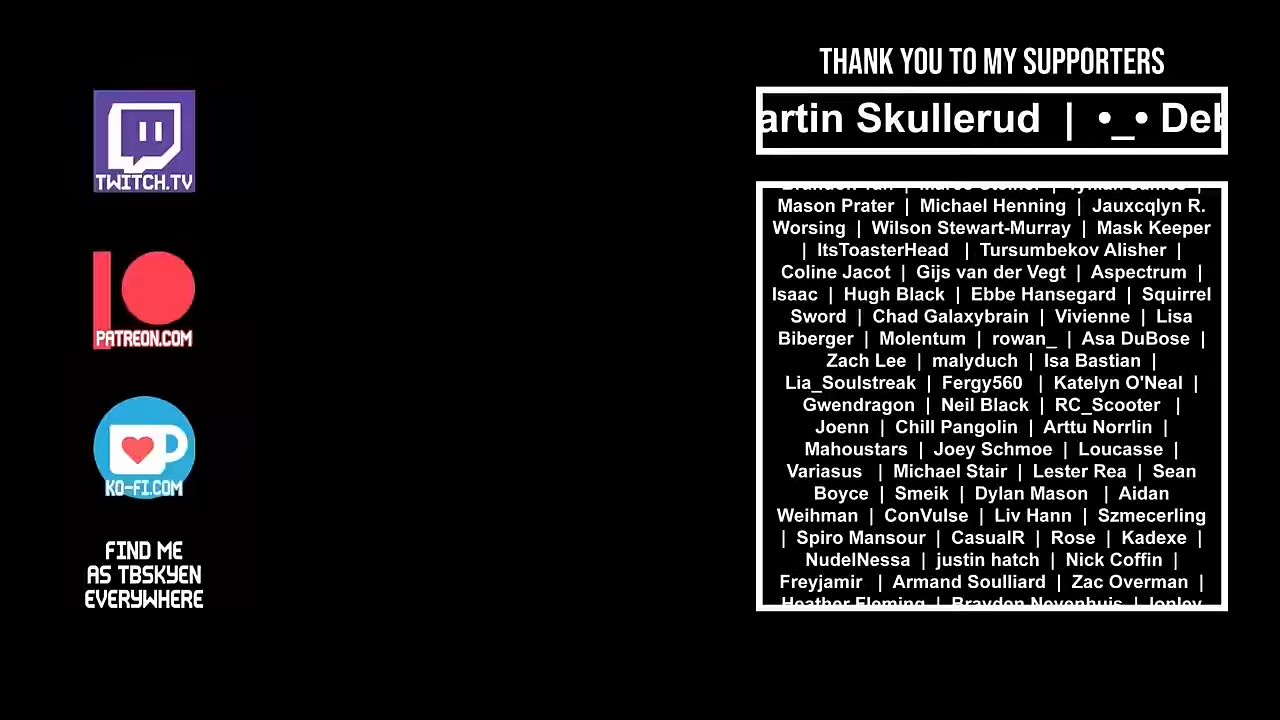 TWITCH.TV
PATREON.COM
KO-FI.COM
FIND ME
AS TBSKYEN
EVERYWHERE
THANK YOU TO MY SUPPORTERS
artin Skullerud | •_• Deb
Mason Prater | Michael Henning | Jauxcqlyn R.
Worsing | Wilson Stewart-Murray | Mask Keeper
| ItsToasterHead | Tursumbekov Alisher |
Coline Jacot | Gijs van der Vegt | Aspectrum |
Isaac | Hugh Black | Ebbe Hansegard | Squirrel
Sword | Chad Galaxybrain | Vivienne | Lisa
Biberger | Molentum | rowan_ | Asa DuBose |
Zach Lee | malyduch | Isa Bastian |
Lia_Soulstreak | Fergy560 | Katelyn O'Neal |
Gwendragon | Neil Black | RC_Scooter |
Joenn | Chill Pangolin | Arttu Norrlin |
Mahoustars | Joey Schmoe | Loucasse |
Variasus | Michael Stair | Lester Rea | Sean
Boyce | Smeik | Dylan Mason | Aidan
Weihman | ConVulse | Liv Hann | Szmecerling
| Spiro Mansour | CasualR | Rose | Kadexe |
NudelNessa | justin hatch | Nick Coffin |
Freyjamir | Armand Soulliard | Zac Overman |
Heather Fleming | Brayden Nevenhuis | Jonley